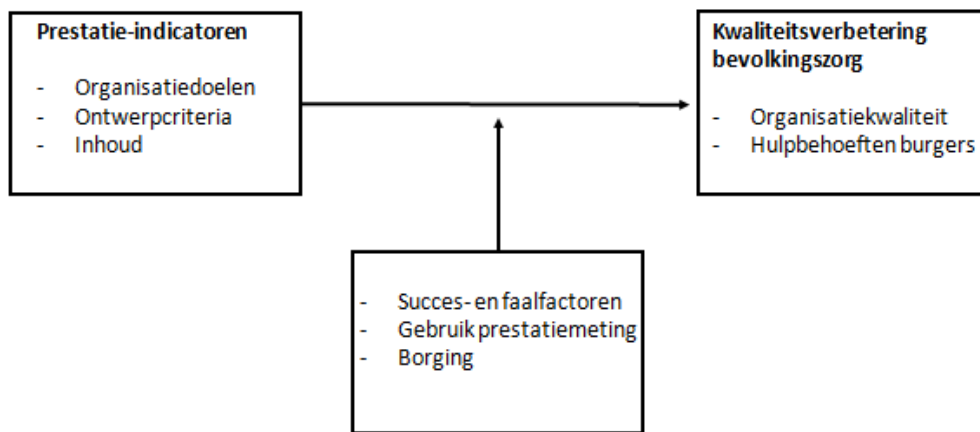 Prestatie-indicatoren
- Organisatiedoelen
- Ontwerpcriteria
- Inhoud
Kwaliteitsverbetering
bevolkingszorg
- Organisatiekwaliteit
- Hulpbehoeften burgers
- Succes- en faalfactoren
- Gebruik prestatiemeting
- Borging